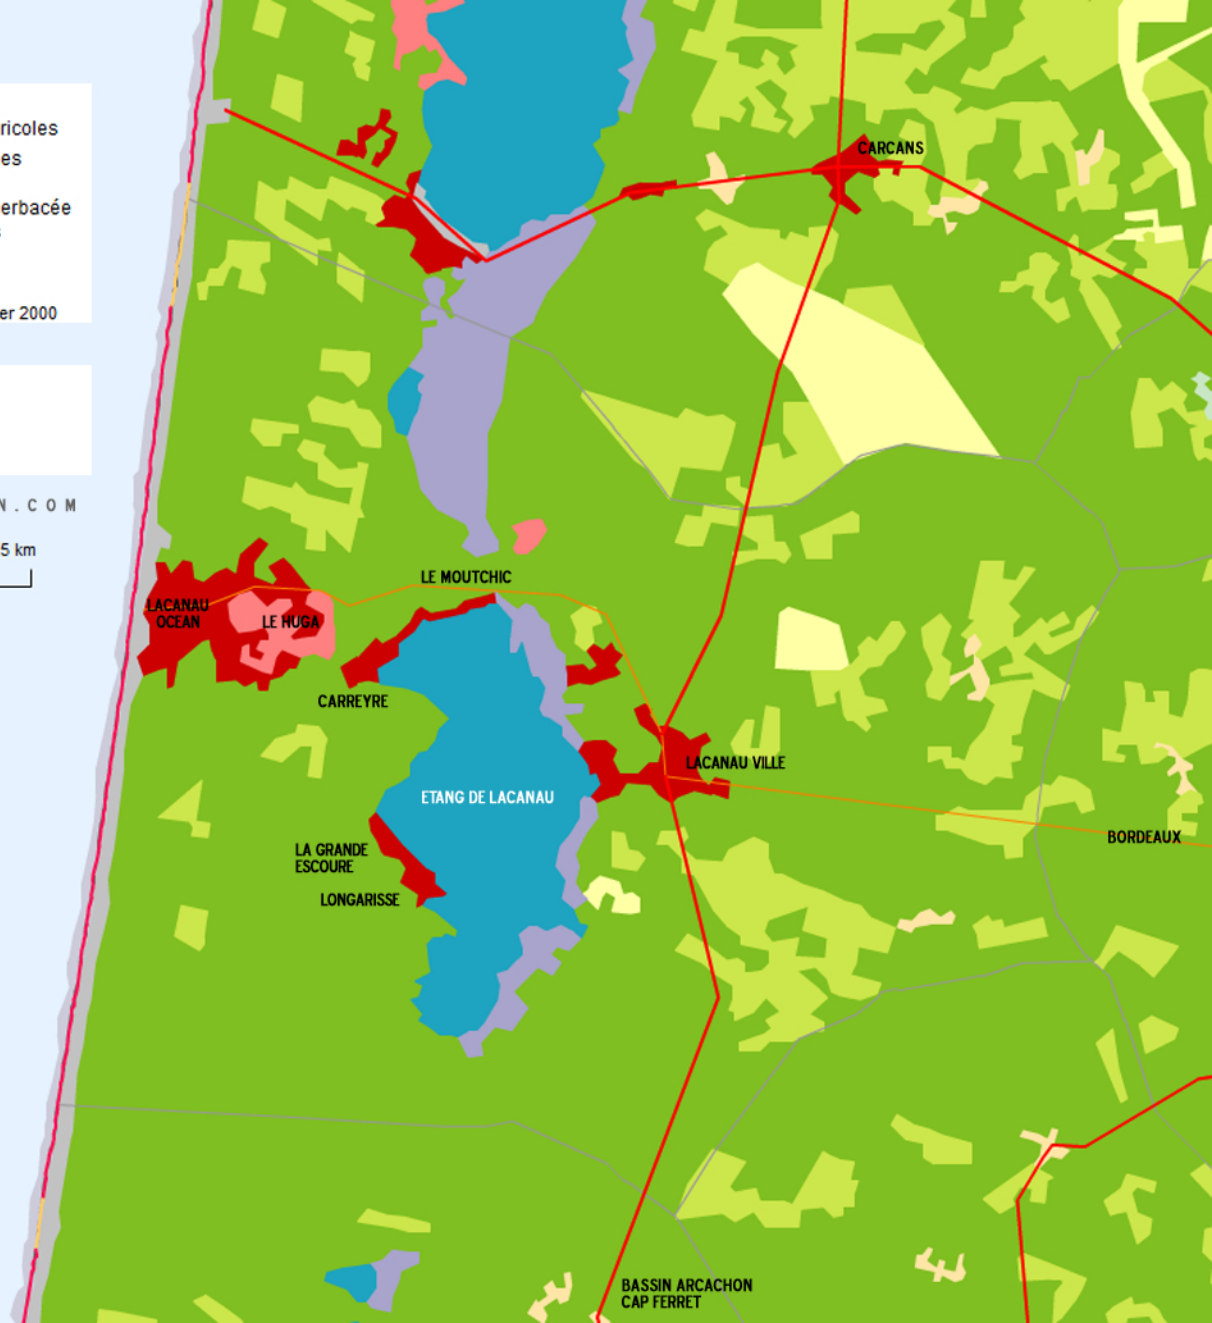 ricoles
es
erbacée
s
er 2000
N.COM
5 km
CARCANS
LE MOUTCHIC
LACANAU
OCEAN
LE HUGA
CARREYRE
LACANAU VILLE
ETANG DE LACANAU
BORDEAUX
LA GRANDE
ESCOURE
LONGARISSE
BASSIN ARCACHON
CAP FERRET